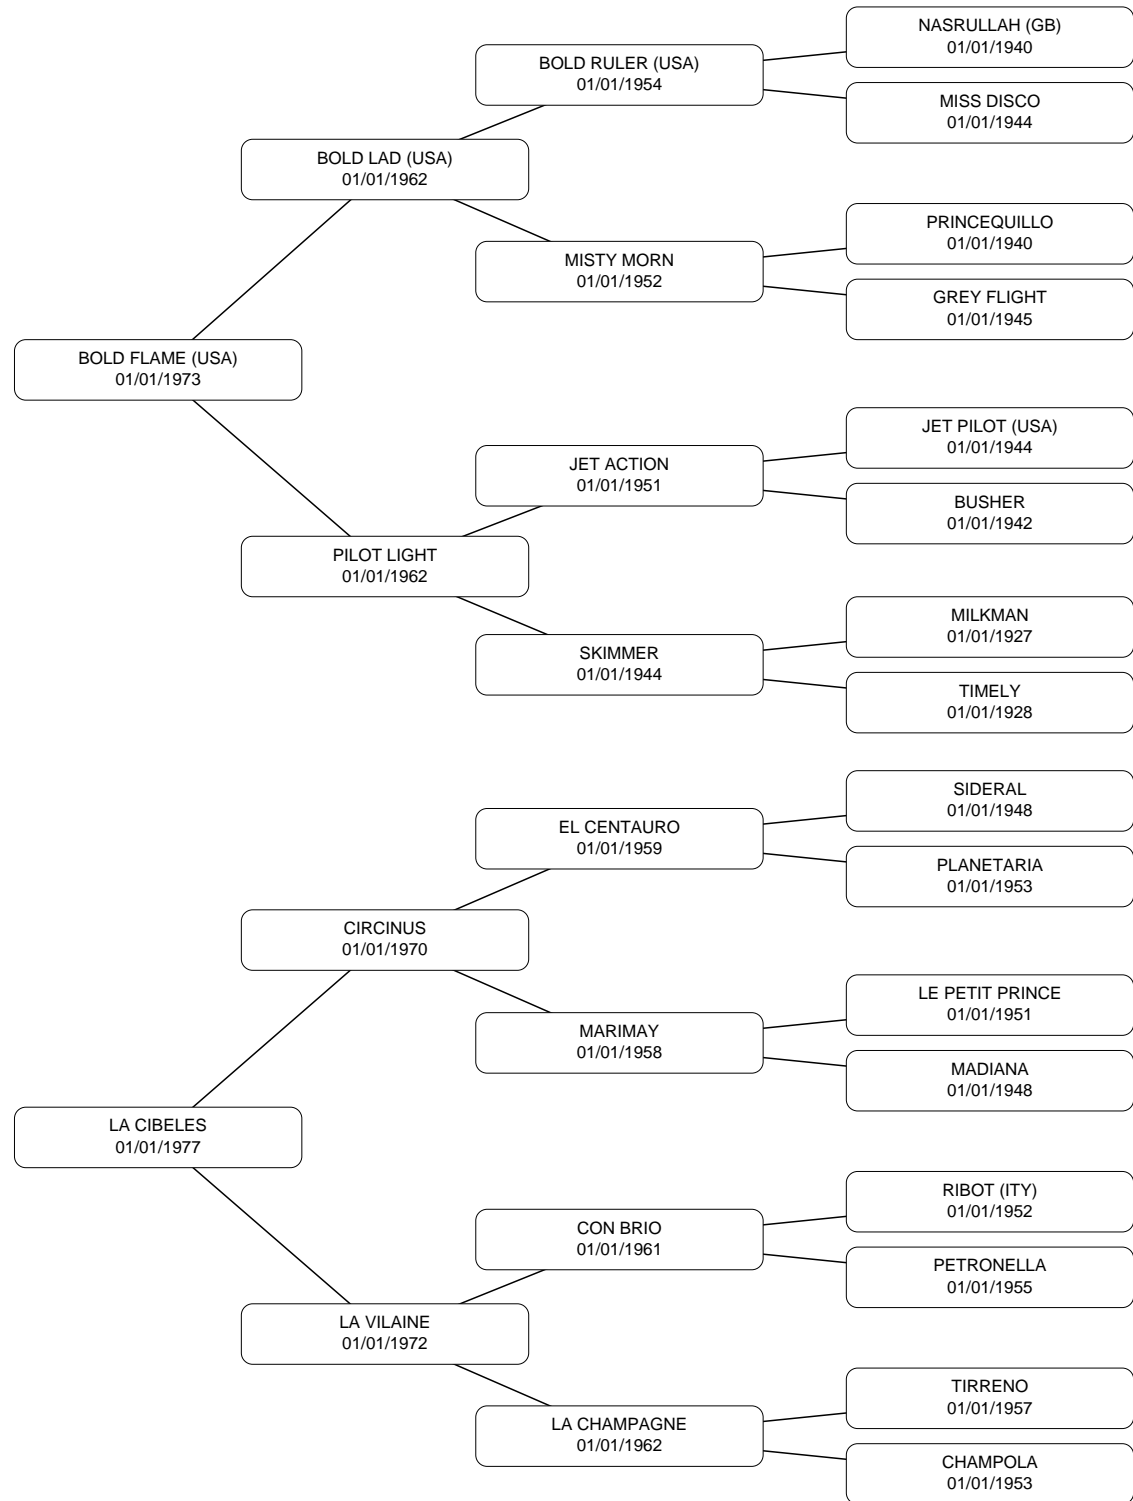 NASRULLAH (GB)
01/01/1940
BOLD RULER (USA)
01/01/1954
MISS DISCO
01/01/1944
BOLD LAD (USA)
01/01/1962
PRINCEQUILLO
01/01/1940
MISTY MORN
01/01/1952
GREY FLIGHT
01/01/1945
BOLD FLAME (USA)
01/01/1973
JET PILOT (USA)
01/01/1944
JET ACTION
01/01/1951
BUSHER
01/01/1942
PILOT LIGHT
01/01/1962
MILKMAN
01/01/1927
SKIMMER
01/01/1944
TIMELY
01/01/1928
SIDERAL
01/01/1948
EL CENTAURO
01/01/1959
PLANETARIA
01/01/1953
CIRCINUS
01/01/1970
LE PETIT PRINCE
01/01/1951
MARIMAY
01/01/1958
MADIANA
01/01/1948
LA CIBELES
01/01/1977
RIBOT (ITY)
01/01/1952
CON BRIO
01/01/1961
PETRONELLA
01/01/1955
LA VILAINE
01/01/1972
TIRRENO
01/01/1957
LA CHAMPAGNE
01/01/1962
CHAMPOLA
01/01/1953